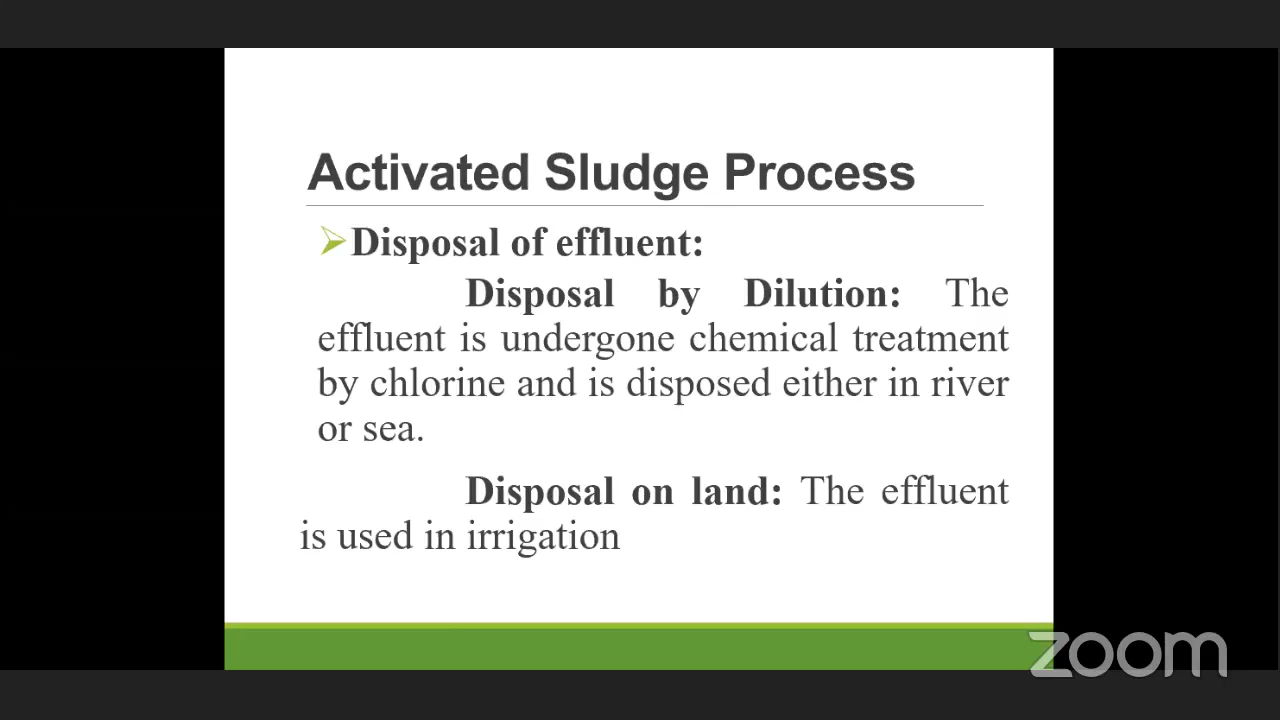 Activated Sludge Process
Disposal of effluent:
Disposal by Dilution: The
effluent is undergone chemical treatment
by chlorine and is disposed either in river
or sea.
Disposal on land: The effluent
is used in irrigation
zoom